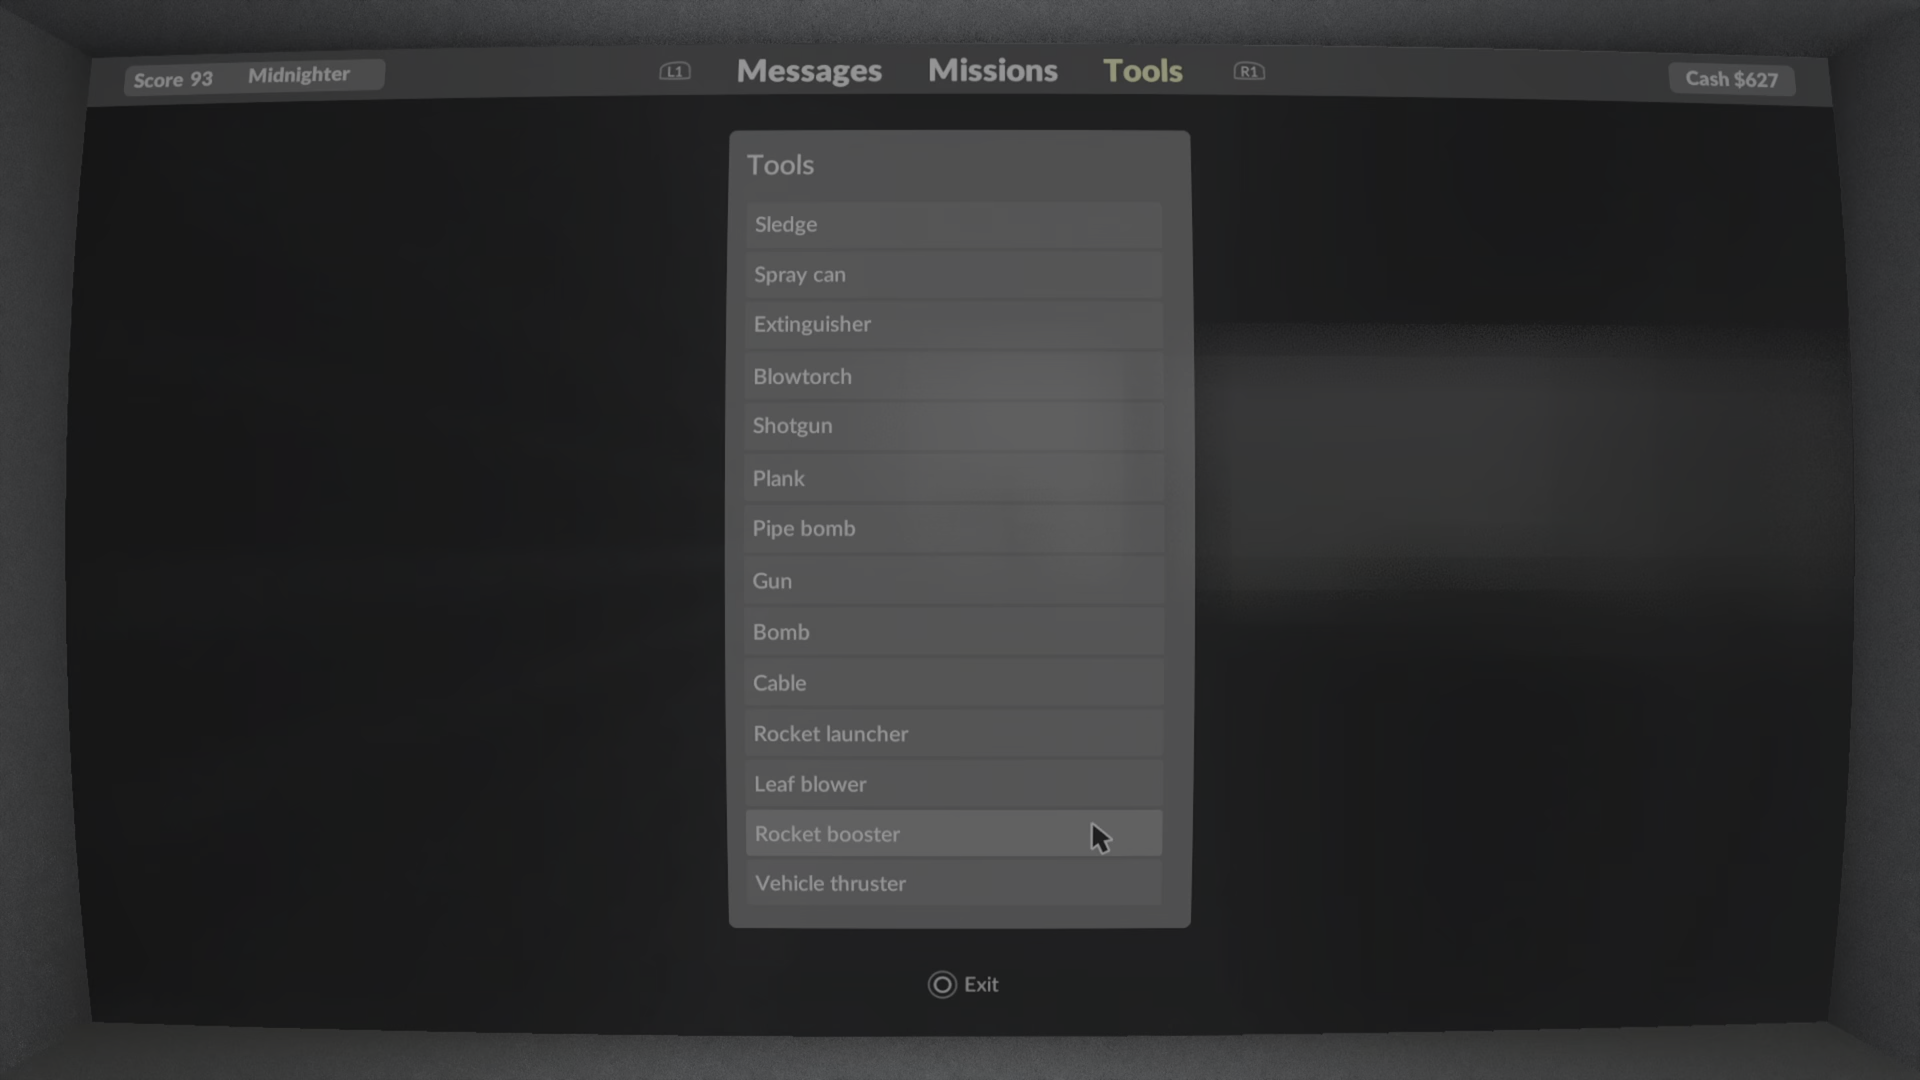 Score 93 Midnighter
L1 Messages Missions Tools R1
Cash $627
Tools
Sledge
Spray can
Extinguisher
Blowtorch
Shotgun
Plank
Pipe bomb
Gun
Bomb
Cable
Rocket launcher
Leaf blower
Rocket booster
Vehicle thruster
Exit